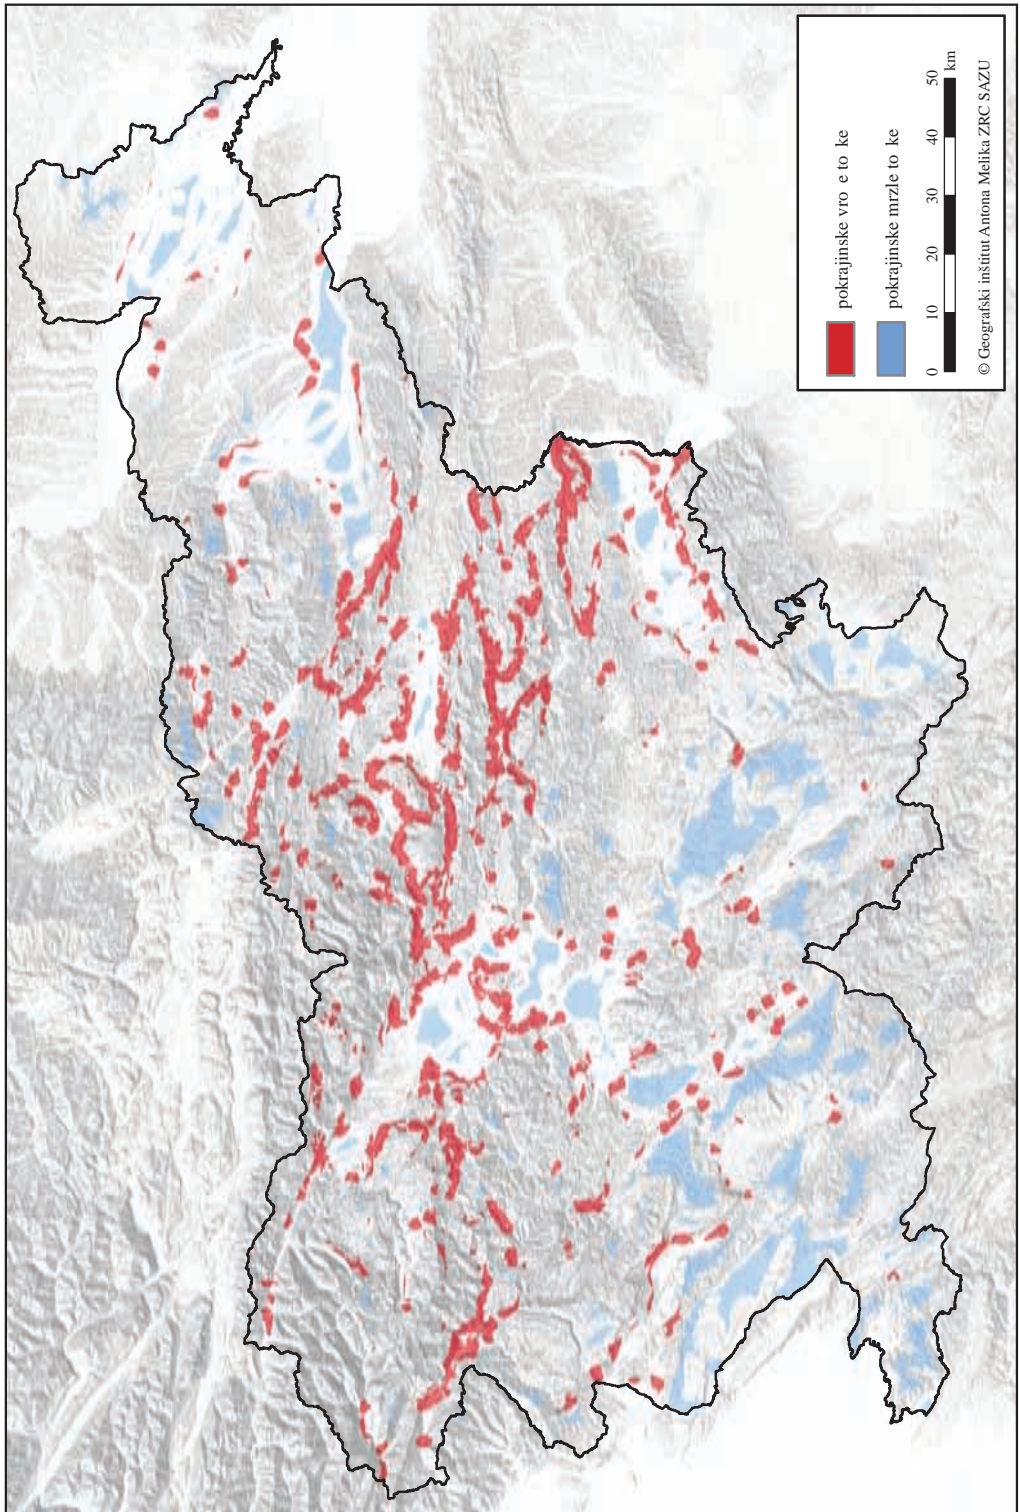 pokrajinske vro e to ke
pokrajinske mrzle to ke
0 10 20 30 40 50
km
© Geografski inštitut Antona Melika ZRC SAZU